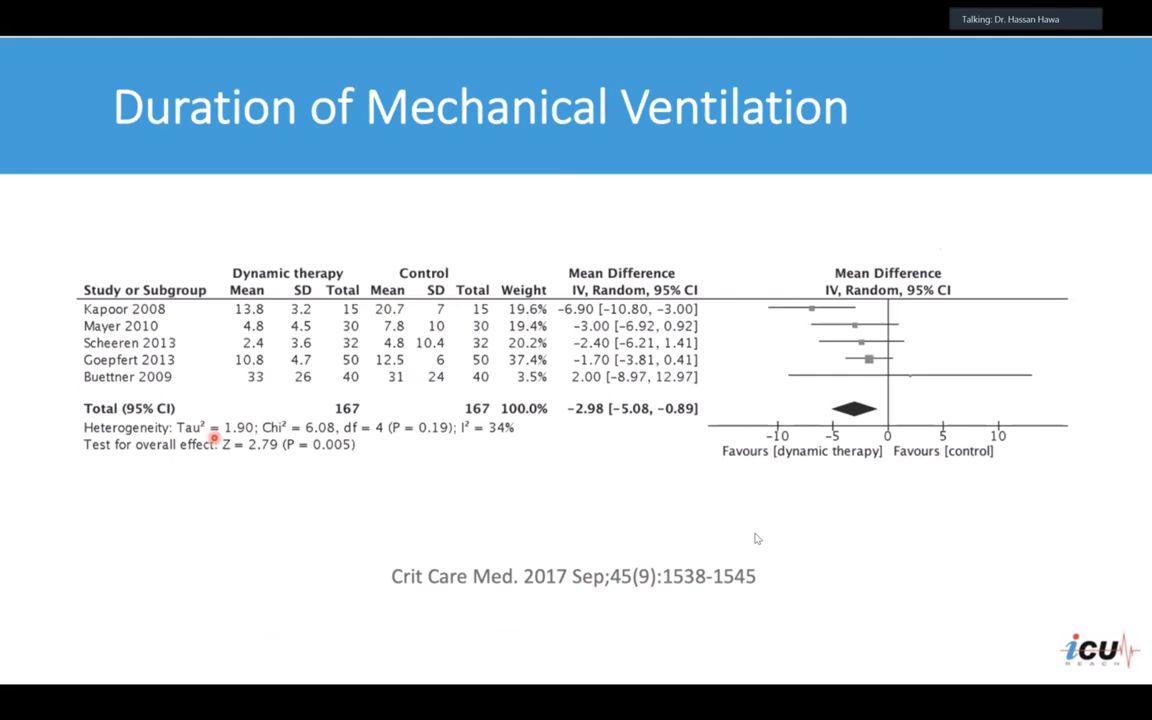 Talking: Dr. Hassan Hawa
Duration of Mechanical Ventilation
Dynamic therapy Control Mean Difference Mean Difference
Study or Subgroup Mean SD Total Mean SD Total Weight IV, Random, 95% CI IV, Random, 95% CI
Kapoor 2008 13.8 3.2 15 20.7 7 15 19.6% -6.90 [-10.80, -3.00]
Mayer 2010 4.8 4.5 30 7.8 10 30 19.4% -3.00 [-6.92, 0.92]
Scheeren 2013 2.4 3.6 32 4.8 10.4 32 20.2% -2.40 [-6.21, 1.41]
Goepfert 2013 10.8 4.7 50 12.5 6 50 37.4% -1.70 [-3.81, 0.41]
Buettner 2009 33 26 40 31 24 40 3.5% 2.00 [-8.97, 12.97]
Total (95% CI) 167 167 100.0% -2.98 [-5.08, -0.89]
Heterogeneity: Tau² = 1.90; Chi² = 6.08, df = 4 (P = 0.19); I² = 34%
Test for overall effect: Z = 2.79 (P = 0.005)
-10 -5 0 5 10
Favours [dynamic therapy] Favours [control]
Crit Care Med. 2017 Sep;45(9):1538-1545
iCU
REACH